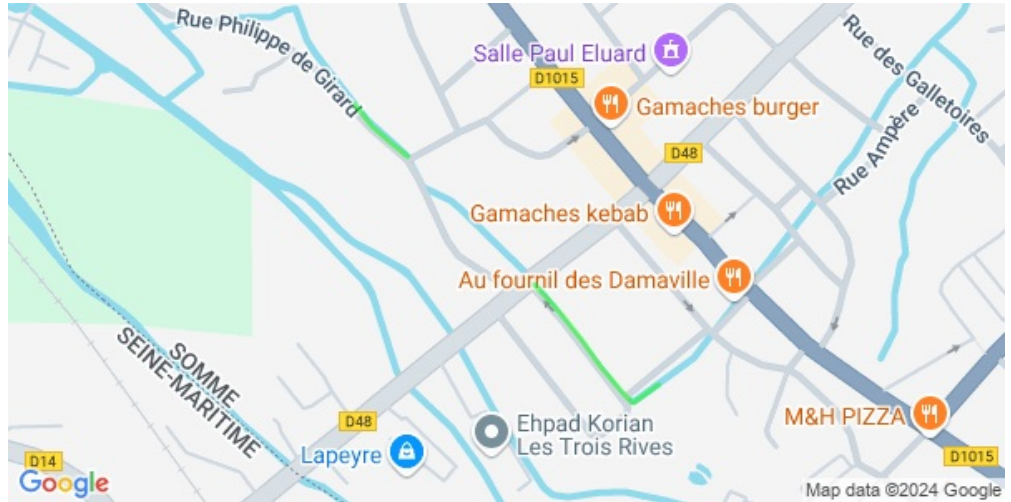 Rue Philippe de Girard
Salle Paul Eluard
D1015
Gamaches burger
Rue des Galletoires
Rue Ampère
D48
Gamaches kebab
Au fournil des Damaville
SOMME
SEINE-MARITIME
D48
Ehpad Korian
Les Trois Rives
M&H PIZZA
Lapeyre
D14
D1015
Google
Map data ©2024 Google